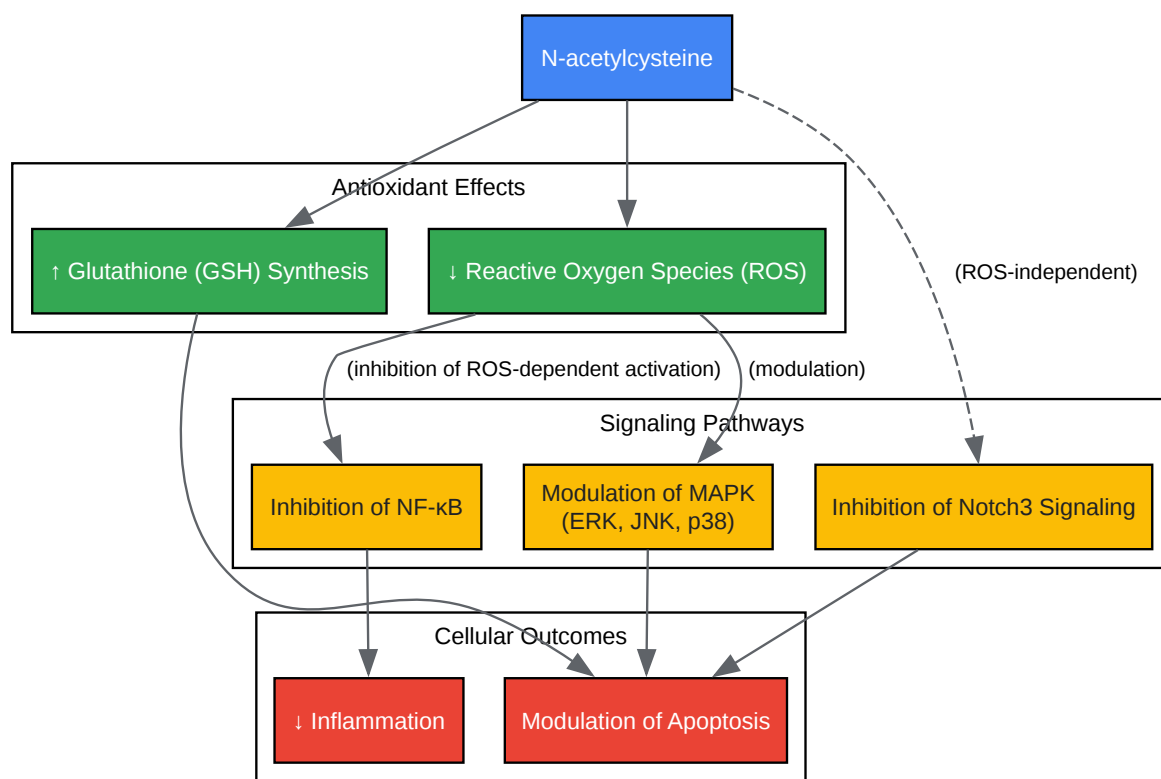 N-acetylcysteine
Antioxidant Effects
↑ Glutathione (GSH) Synthesis
↓ Reactive Oxygen Species (ROS)
(ROS-independent)
(inhibition of ROS-dependent activation)
(modulation)
Signaling Pathways
Inhibition of NF-κB
Modulation of MAPK
(ERK, JNK, p38)
Inhibition of Notch3 Signaling
Cellular Outcomes
↓ Inflammation
Modulation of Apoptosis